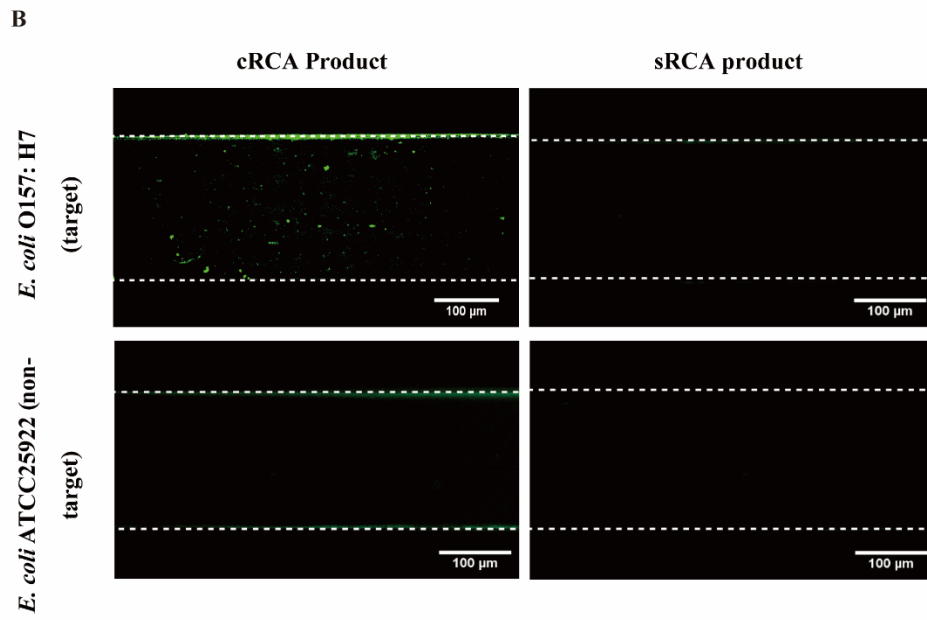 B
cRCA Product
sRCA product
E. coli O157: H7
(target)
100 µm
100 µm
E. coli ATCC25922 (non-
target)
100 µm
100 µm